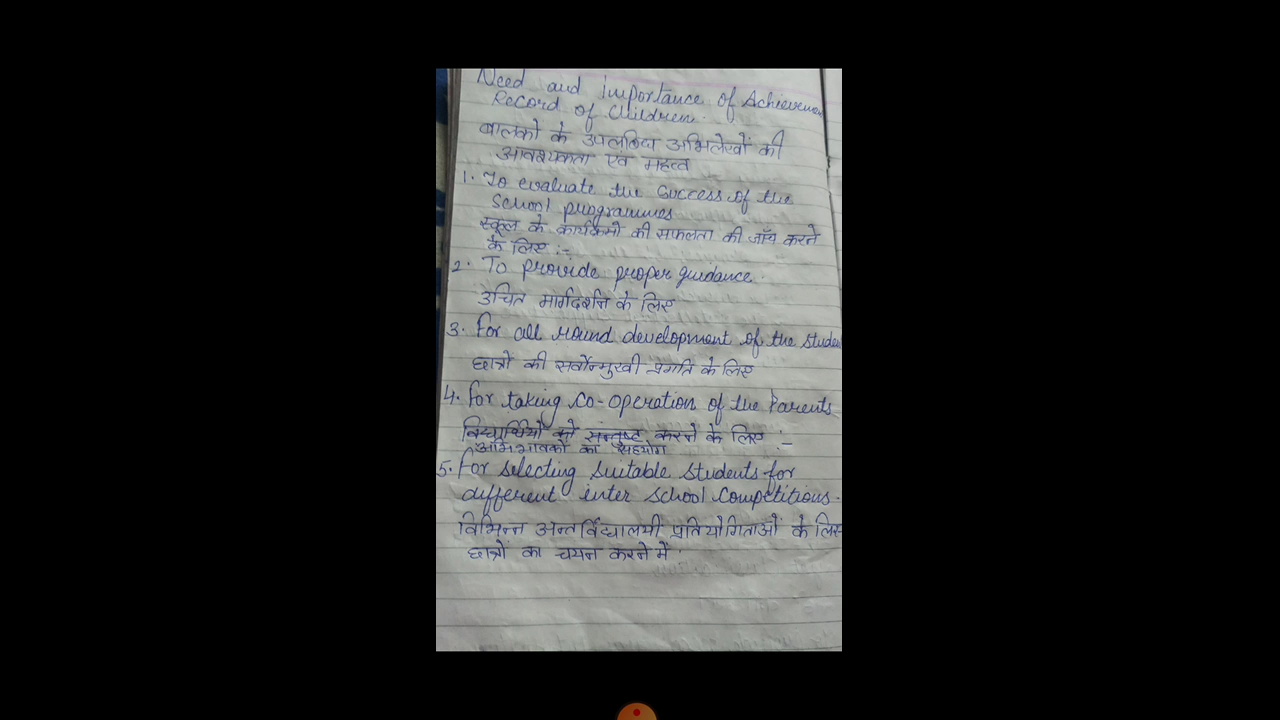 Need and Importance of Achievemen
Record of Children.
बालकों के उपलब्धि अभिलेखों की
आवश्यकता एवं महत्व
1. To evaluate the success of the
School programmes
स्कूल के कार्यक्रमों की सफलता की जाँच करने
के लिए :-
2. To provide proper guidance.
उचित मार्गदर्शन के लिए
3. For all round development of the studen
छात्रों की सर्वोन्मुखी प्रगति के लिए
4. For taking Co-operation of the Parents
विद्यार्थियों को सन्तुष्ट करने के लिए :-
अभिभावकों का सहयोग
5. For selecting suitable students for
different inter School Competitions.
विभिन्न अन्तर्विद्यालयी प्रतियोगिताओं के लिए
छात्रों का चयन करने में.